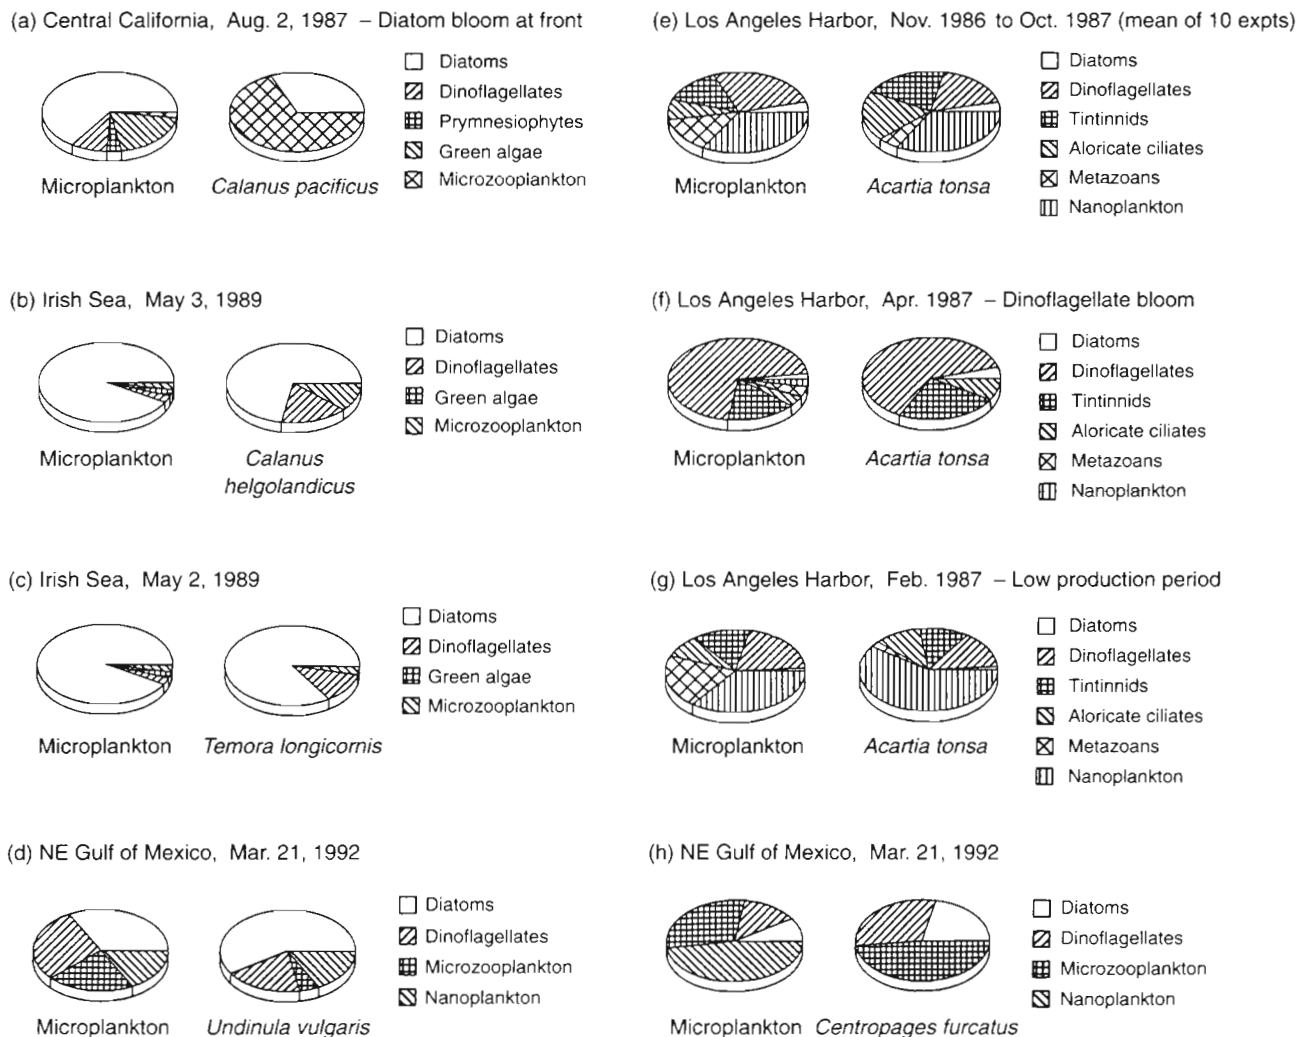 (a) Central California, Aug. 2, 1987 – Diatom bloom at front
Diatoms
Dinoflagellates
Prymnesiophytes
Green algae
Microzooplankton
Microplankton
Calanus pacificus
(b) Irish Sea, May 3, 1989
Diatoms
Dinoflagellates
Green algae
Microzooplankton
Microplankton
Calanus
helgolandicus
(c) Irish Sea, May 2, 1989
Diatoms
Dinoflagellates
Green algae
Microzooplankton
Microplankton
Temora longicornis
(d) NE Gulf of Mexico, Mar. 21, 1992
Diatoms
Dinoflagellates
Microzooplankton
Nanoplankton
Microplankton
Undinula vulgaris
(e) Los Angeles Harbor, Nov. 1986 to Oct. 1987 (mean of 10 expts)
Diatoms
Dinoflagellates
Tintinnids
Aloricate ciliates
Metazoans
Nanoplankton
Microplankton
Acartia tonsa
(f) Los Angeles Harbor, Apr. 1987 – Dinoflagellate bloom
Diatoms
Dinoflagellates
Tintinnids
Aloricate ciliates
Metazoans
Nanoplankton
Microplankton
Acartia tonsa
(g) Los Angeles Harbor, Feb. 1987 – Low production period
Diatoms
Dinoflagellates
Tintinnids
Aloricate ciliates
Metazoans
Nanoplankton
Microplankton
Acartia tonsa
(h) NE Gulf of Mexico, Mar. 21, 1992
Diatoms
Dinoflagellates
Microzooplankton
Nanoplankton
Microplankton
Centropages furcatus